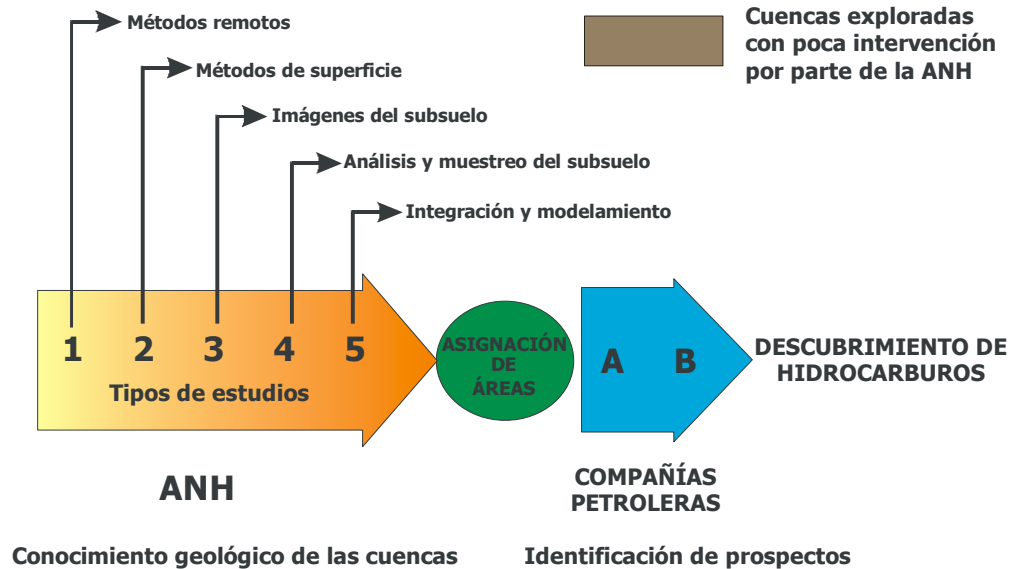 Métodos remotos
Métodos de superficie
Imágenes del subsuelo
Análisis y muestreo del subsuelo
Integración y modelamiento
Cuencas exploradas
con poca intervención
por parte de la ANH
1 2 3 4 5
Tipos de estudios
ASIGNACIÓN
DE
ÁREAS
A B
DESCUBRIMIENTO DE
HIDROCARBUROS
ANH
COMPAÑÍAS
PETROLERAS
Conocimiento geológico de las cuencas
Identificación de prospectos